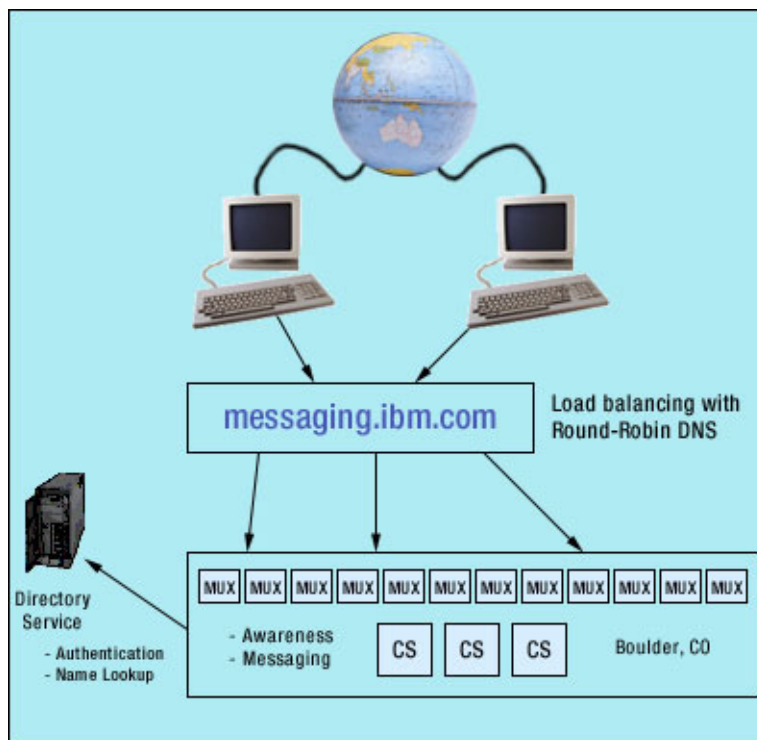 messaging.ibm.com
Load balancing with
Round-Robin DNS
MUX MUX MUX MUX MUX MUX MUX MUX MUX MUX MUX MUX
- Awareness
- Messaging
CS CS CS
Boulder, CO
Directory
Service
- Authentication
- Name Lookup